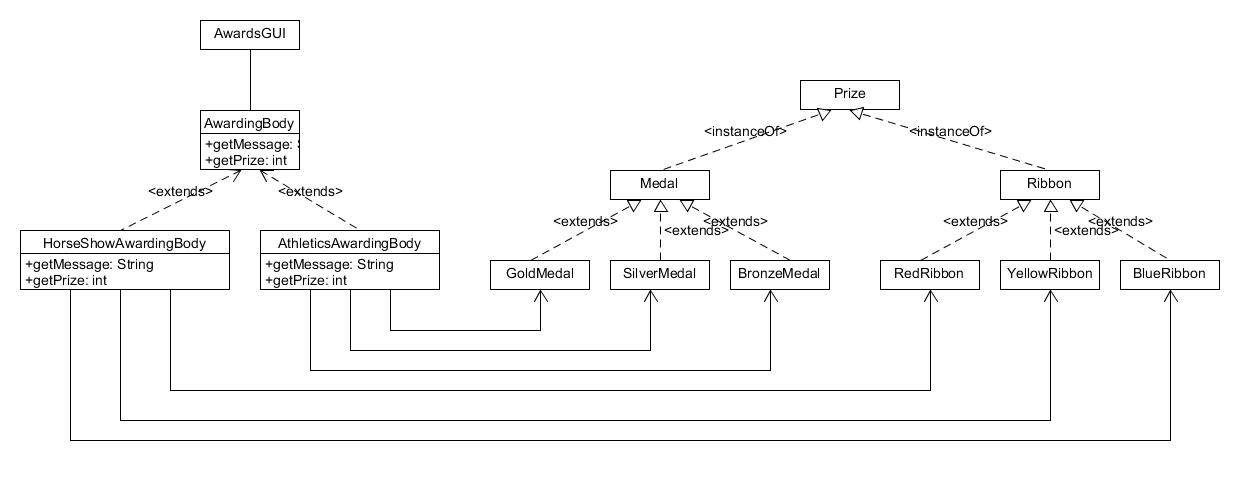 AwardsGUI
Prize
AwardingBody
+getMessage:
+getPrize: int
<instanceOf>
<instanceOf>
<extends>
<extends>
Medal
Ribbon
<extends>
<extends>
<extends>
<extends>
<extends>
<extends>
HorseShowAwardingBody
+getMessage: String
+getPrize: int
AthleticsAwardingBody
+getMessage: String
+getPrize: int
GoldMedal
SilverMedal
BronzeMedal
RedRibbon
YellowRibbon
BlueRibbon